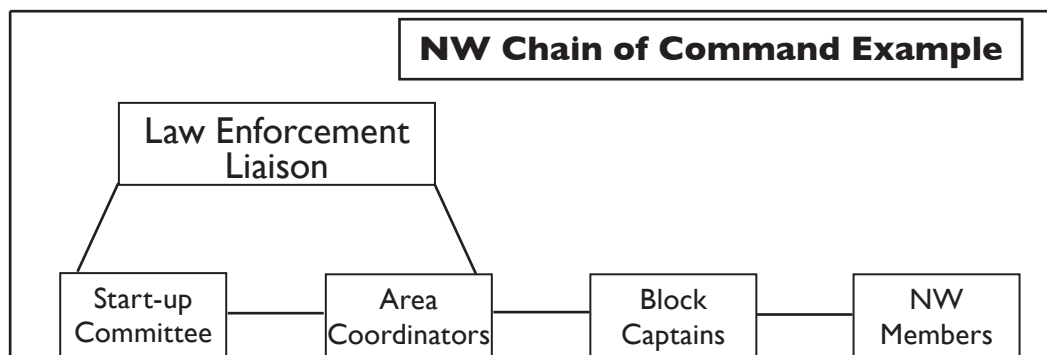 NW Chain of Command Example
Law Enforcement
Liaison
Start-up
Committee
Area
Coordinators
Block
Captains
NW
Members